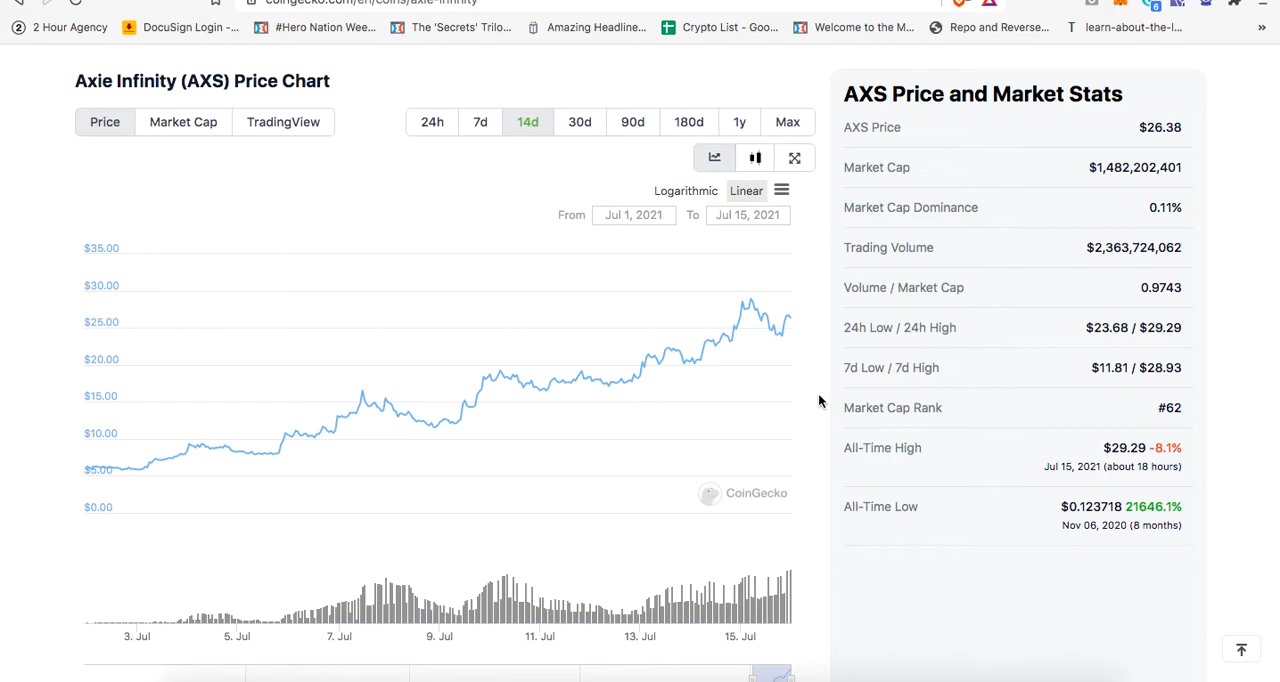 coingecko.com/en/coins/axie-infinity
6
2 Hour Agency
DocuSign Login -...
#Hero Nation Wee...
The 'Secrets' Trilo...
Amazing Headline...
Crypto List - Goo...
Welcome to the M...
Repo and Reverse...
learn-about-the-l...
»
Axie Infinity (AXS) Price Chart
Price Market Cap TradingView
24h 7d 14d 30d 90d 180d 1y Max
Logarithmic Linear
From Jul 1, 2021 To Jul 15, 2021
$35.00
$30.00
$25.00
$20.00
$15.00
$10.00
$5.00
$0.00
CoinGecko
3. Jul 5. Jul 7. Jul 9. Jul 11. Jul 13. Jul 15. Jul
AXS Price and Market Stats
AXS Price $26.38
Market Cap $1,482,202,401
Market Cap Dominance 0.11%
Trading Volume $2,363,724,062
Volume / Market Cap 0.9743
24h Low / 24h High $23.68 / $29.29
7d Low / 7d High $11.81 / $28.93
Market Cap Rank #62
All-Time High $29.29 -8.1%
Jul 15, 2021 (about 18 hours)
All-Time Low $0.123718 21646.1%
Nov 06, 2020 (8 months)